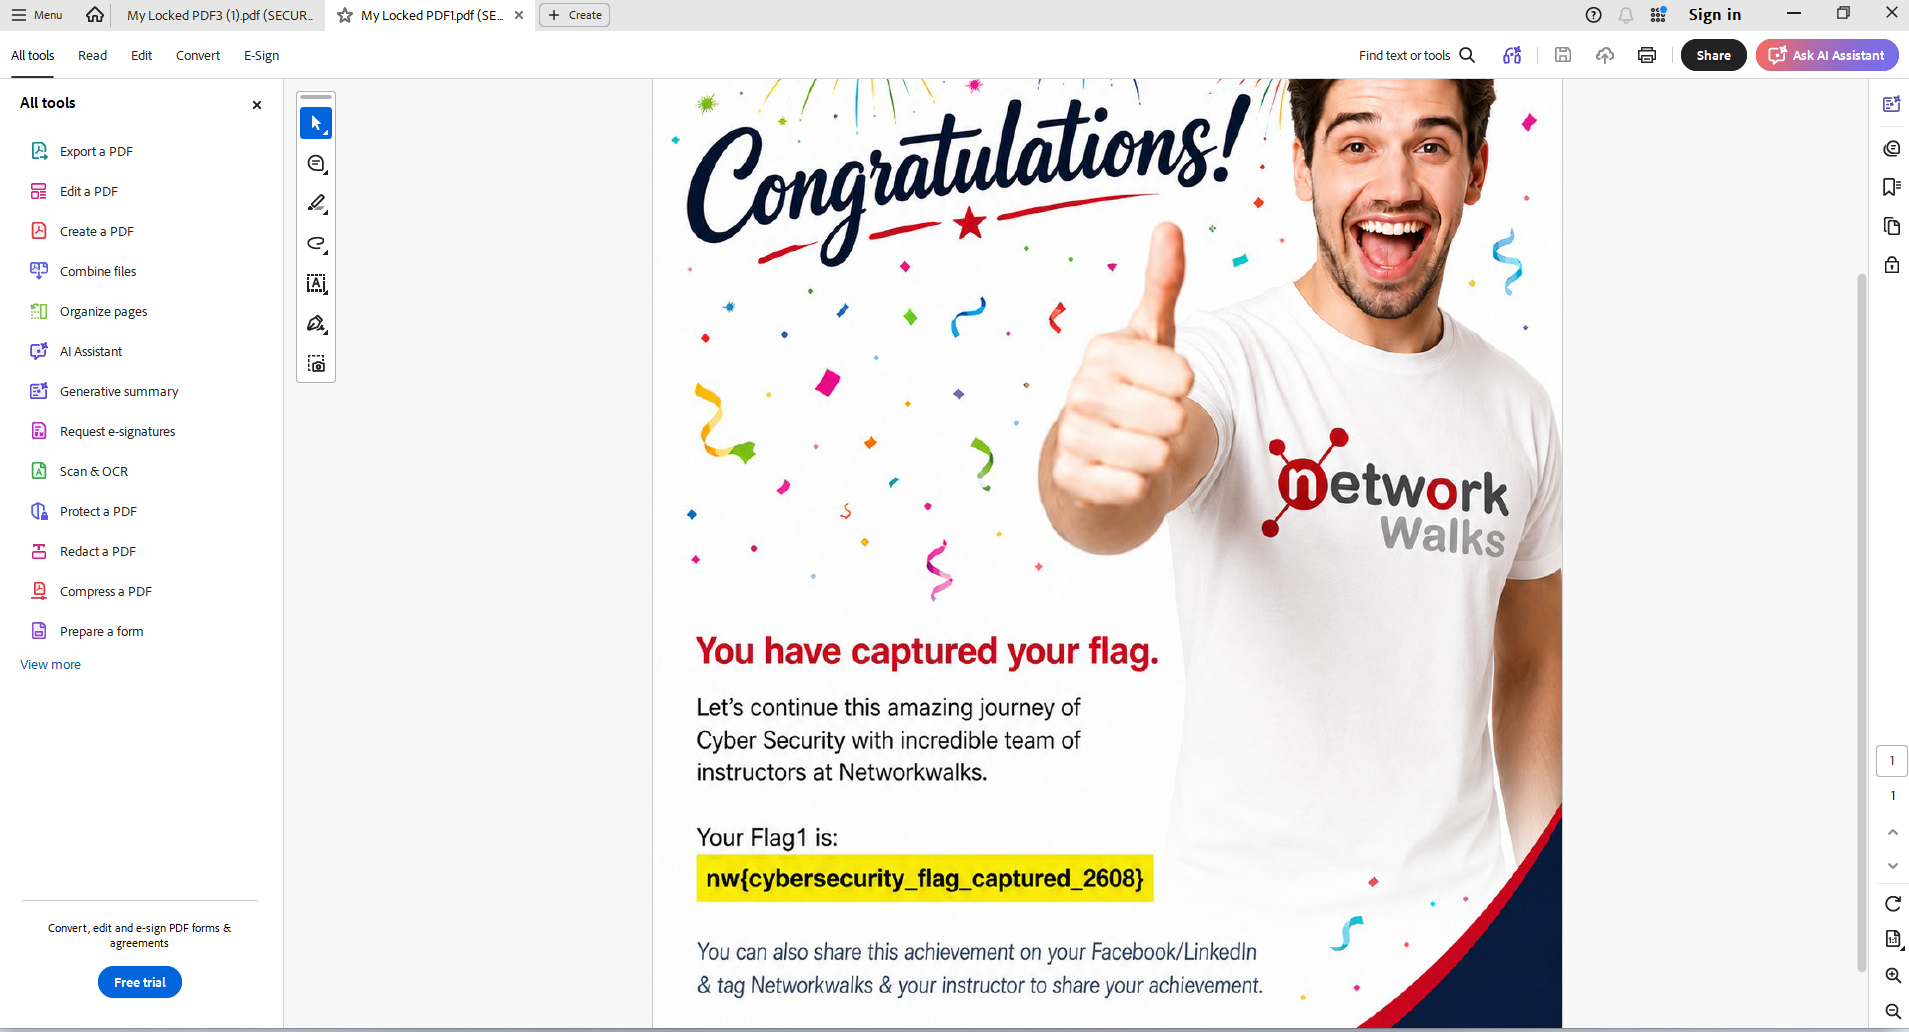 Menu
My Locked PDF3 (1).pdf (SECUR...
My Locked PDF1.pdf (SE...
Create
Sign in
All tools
Read
Edit
Convert
E-Sign
Find text or tools
Share
Ask AI Assistant
All tools
Export a PDF
Edit a PDF
Create a PDF
Combine files
Organize pages
AI Assistant
Generative summary
Request e-signatures
Scan & OCR
Protect a PDF
Redact a PDF
Compress a PDF
Prepare a form
View more
Convert, edit and e-sign PDF forms &
agreements
Free trial
Congratulations!
network
Walks
You have captured your flag.
Let's continue this amazing journey of
Cyber Security with incredible team of
instructors at Networkwalks.
Your Flag1 is:
nw{cybersecurity_flag_captured_2608}
You can also share this achievement on your Facebook/LinkedIn
& tag Networkwalks & your instructor to share your achievement.
1
1